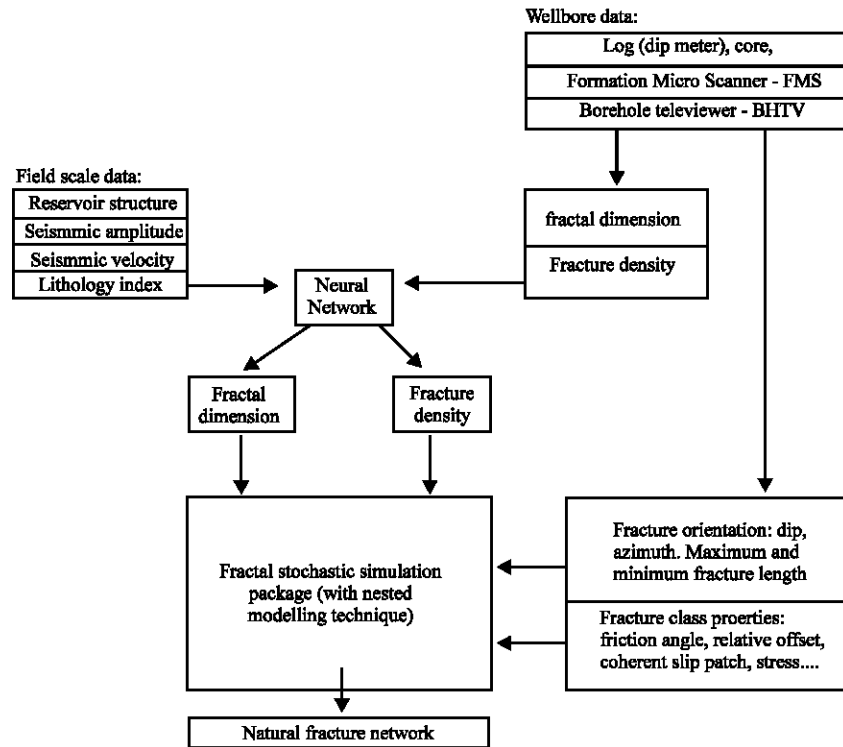 Wellbore data:
Log (dip meter), core,
Formation Micro Scanner - FMS
Borehole televiewer - BHTV
Field scale data:
Reservoir structure
Seismmic amplitude
Seismmic velocity
Lithology index
fractal dimension
Fracture density
Neural
Network
Fractal
dimension
Fracture
density
Fractal stochastic simulation
package (with nested
modelling technique)
Fracture orientation: dip,
azimuth. Maximum and
minimum fracture length
Fracture class proerties:
friction angle, relative offset,
coherent slip patch, stress....
Natural fracture network